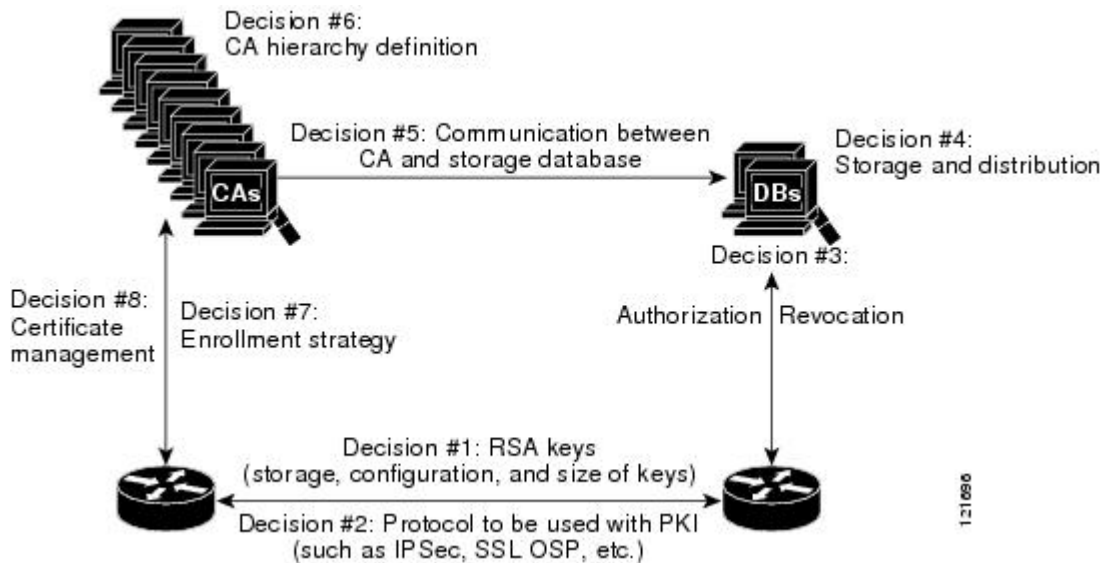 Decision #6:
CA hierarchy definition
Decision #5: Communication between
CA and storage database
Decision #4:
Storage and distribution
CAs
DBs
Decision #3:
Decision #8:
Certificate
management
Decision #7:
Enrollment strategy
Authorization
Revocation
Decision #1: RSA keys
(storage, configuration, and size of keys)
Decision #2: Protocol to be used with PKI
(such as IPSec, SSL OSP, etc.)
121696